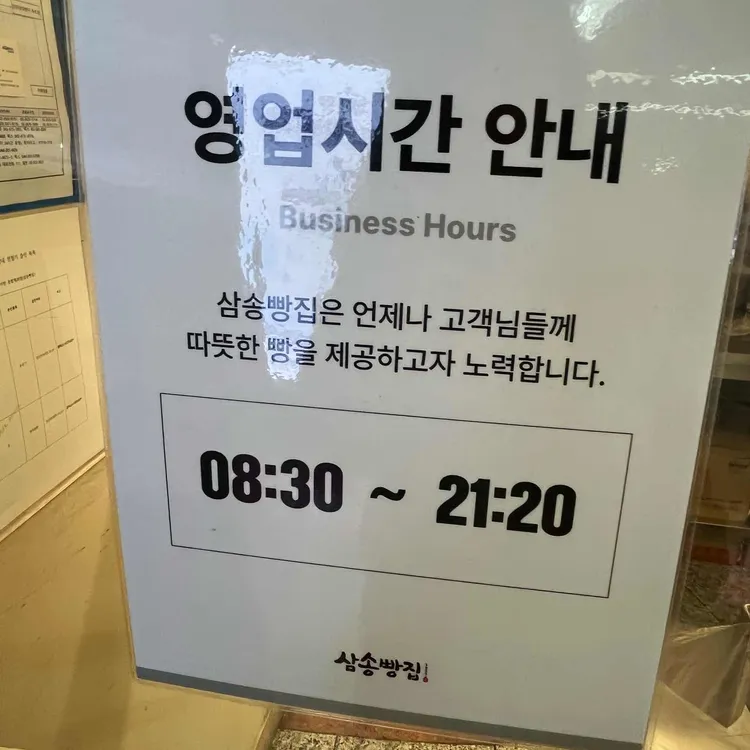 영업시간 안내
Business Hours
삼송빵집은 언제나 고객님들께
따뜻한 빵을 제공하고자 노력합니다.
08:30 ~ 21:20
삼송빵집